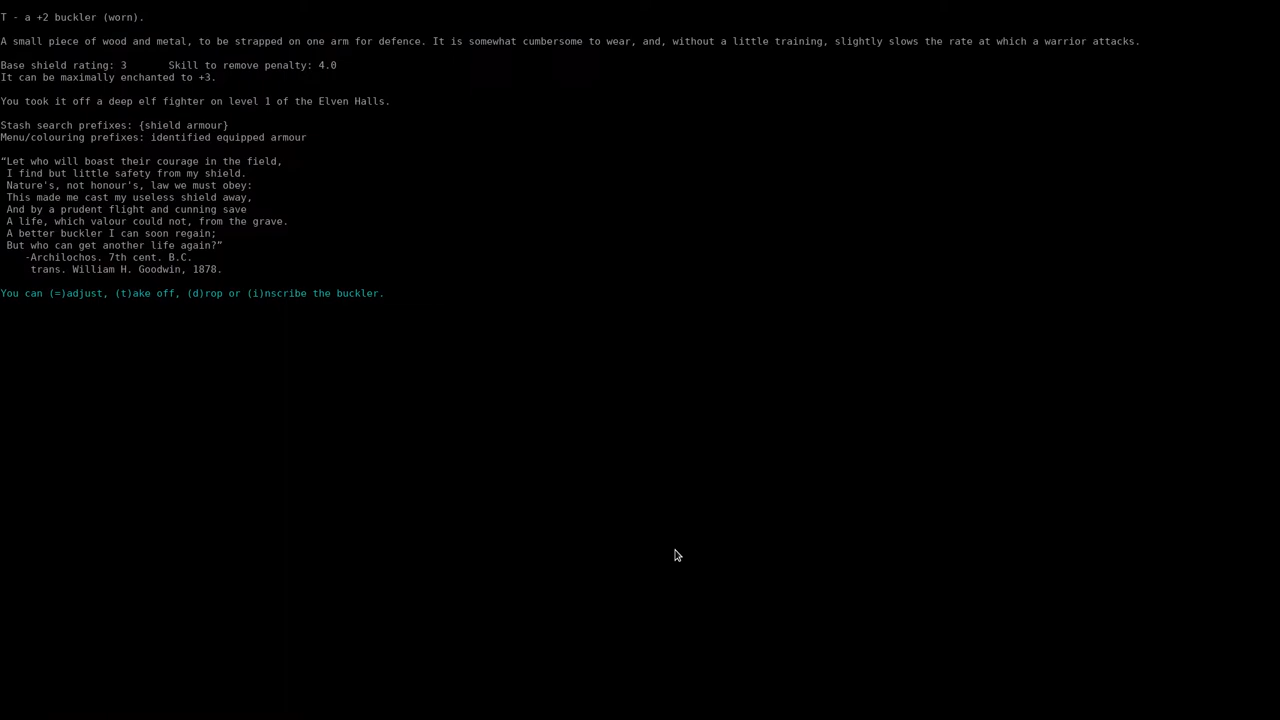 T - a +2 buckler (worn).
A small piece of wood and metal, to be strapped on one arm for defence. It is somewhat cumbersome to wear, and, without a little training, slightly slows the rate at which a warrior attacks.
Base shield rating: 3       Skill to remove penalty: 4.0
It can be maximally enchanted to +3.
You took it off a deep elf fighter on level 1 of the Elven Halls.
Stash search prefixes: {shield armour}
Menu/colouring prefixes: identified equipped armour
“Let who will boast their courage in the field,
I find but little safety from my shield.
Nature's, not honour's, law we must obey:
This made me cast my useless shield away,
And by a prudent flight and cunning save
A life, which valour could not, from the grave.
A better buckler I can soon regain;
But who can get another life again?”
-Archilochos. 7th cent. B.C.
trans. William H. Goodwin, 1878.
You can (=)adjust, (t)ake off, (d)rop or (i)nscribe the buckler.